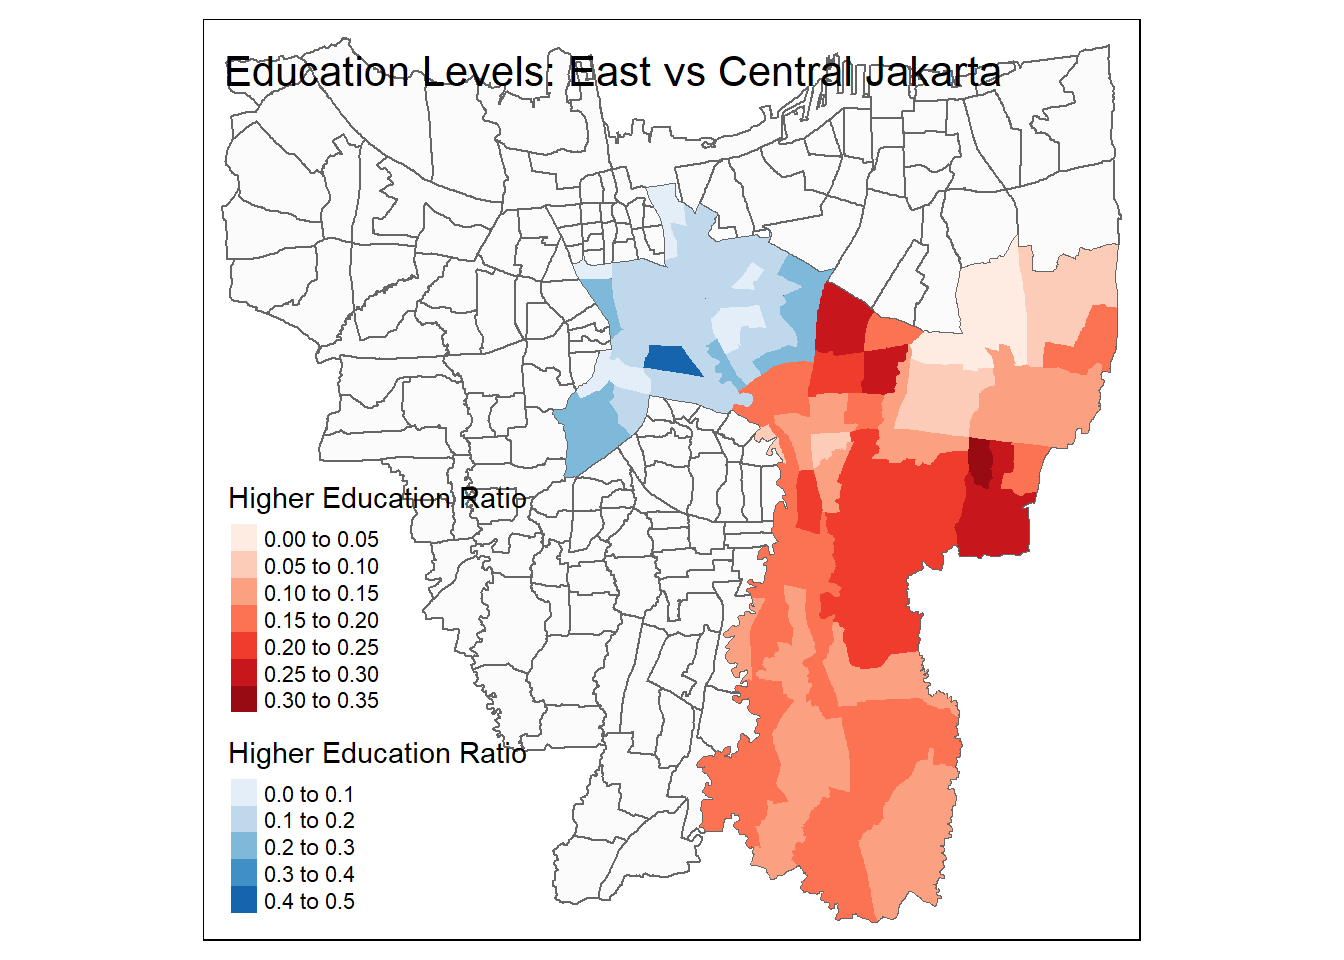 Education Levels: East vs Central Jakarta
Higher Education Ratio
0.00 to 0.05
0.05 to 0.10
0.10 to 0.15
0.15 to 0.20
0.20 to 0.25
0.25 to 0.30
0.30 to 0.35
Higher Education Ratio
0.0 to 0.1
0.1 to 0.2
0.2 to 0.3
0.3 to 0.4
0.4 to 0.5